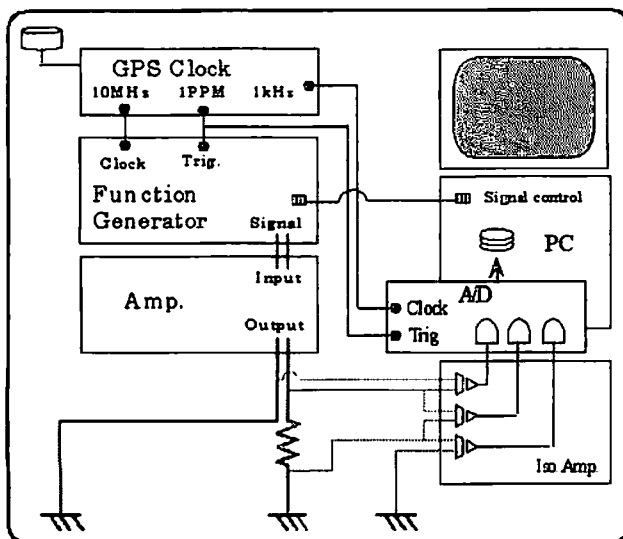 GPS Clock
10MHz 1PPM 1kHz
Clock Trig.
Function
Generator
Signal
Input
Amp.
Output
Signal control
PC
A/D
Clock
Trig
Iso Amp.